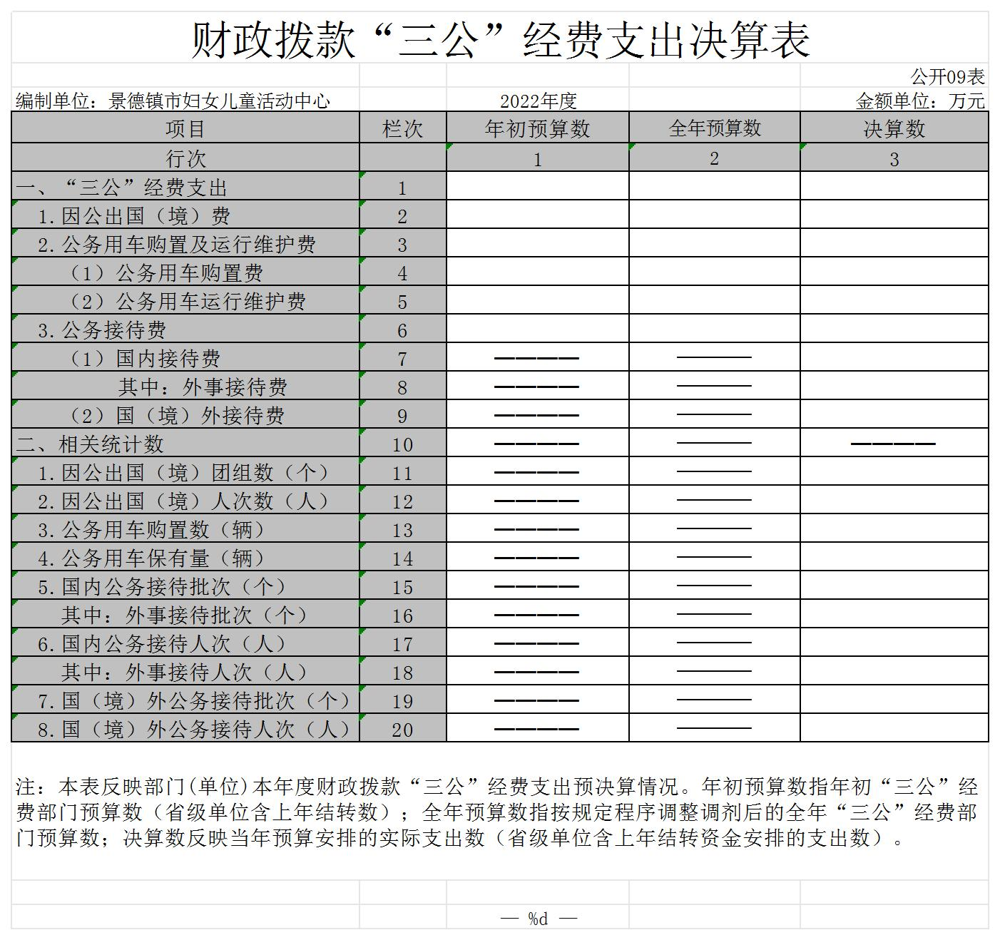 财政拨款“三公”经费支出决算表
公开09表
编制单位：景德镇市妇女儿童活动中心 2022年度 金额单位：万元
项目 栏次 年初预算数 全年预算数 决算数
行次 1 2 3
一、“三公”经费支出 1
1.因公出国（境）费 2
2.公务用车购置及运行维护费 3
（1）公务用车购置费 4
（2）公务用车运行维护费 5
3.公务接待费 6
（1）国内接待费 7 ———— ————
其中：外事接待费 8 ———— ————
（2）国（境）外接待费 9 ———— ————
二、相关统计数 10 ———— ———— ————
1.因公出国（境）团组数（个） 11 ———— ————
2.因公出国（境）人次数（人） 12 ———— ————
3.公务用车购置数（辆） 13 ———— ————
4.公务用车保有量（辆） 14 ———— ————
5.国内公务接待批次（个） 15 ———— ————
其中：外事接待批次（个） 16 ———— ————
6.国内公务接待人次（人） 17 ———— ————
其中：外事接待人次（人） 18 ———— ————
7.国（境）外公务接待批次（个） 19 ———— ————
8.国（境）外公务接待人次（人） 20 ———— ————
注：本表反映部门(单位)本年度财政拨款“三公”经费支出预决算情况。年初预算数指年初“三公”经
费部门预算数（省级单位含上年结转数）；全年预算数指按规定程序调整调剂后的全年“三公”经费部
门预算数；决算数反映当年预算安排的实际支出数（省级单位含上年结转资金安排的支出数）。
— %d —